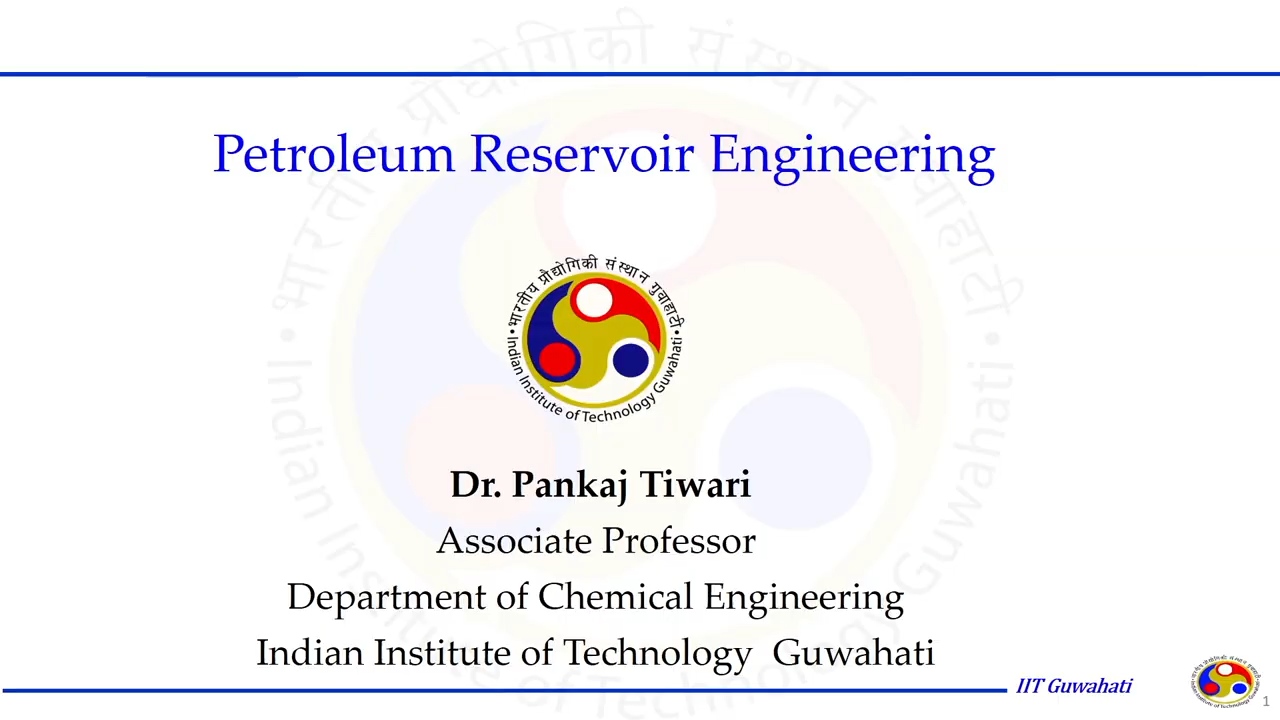 Petroleum Reservoir Engineering
भारतीय प्रौद्योगिकी संस्थान गुवाहाटी
Indian Institute of Technology Guwahati
Dr. Pankaj Tiwari
Associate Professor
Department of Chemical Engineering
Indian Institute of Technology Guwahati
IIT Guwahati
1